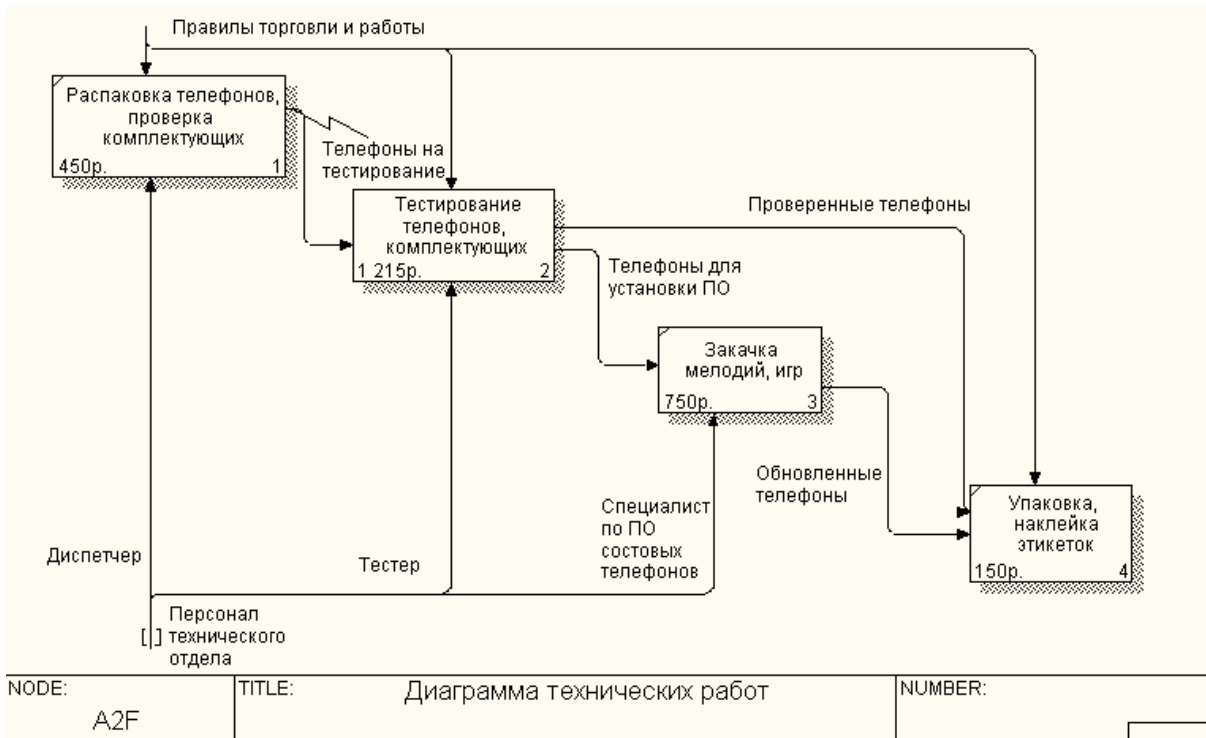 Правилы торговли и работы
Распаковка телефонов,
проверка
комплектующих
450р. 1
Телефоны на
тестирование
Тестирование
телефонов,
комплектующих
1 215р. 2
Проверенные телефоны
Телефоны для
установки ПО
Закачка
мелодий, игр
750р. 3
Обновленные
телефоны
Упаковка,
наклейка
этикеток
150р. 4
Специалист
по ПО
состовых
телефонов
Диспетчер
Тестер
Персонал
технического
отдела
NODE: TITLE: Диаграмма технических работ NUMBER:
A2F